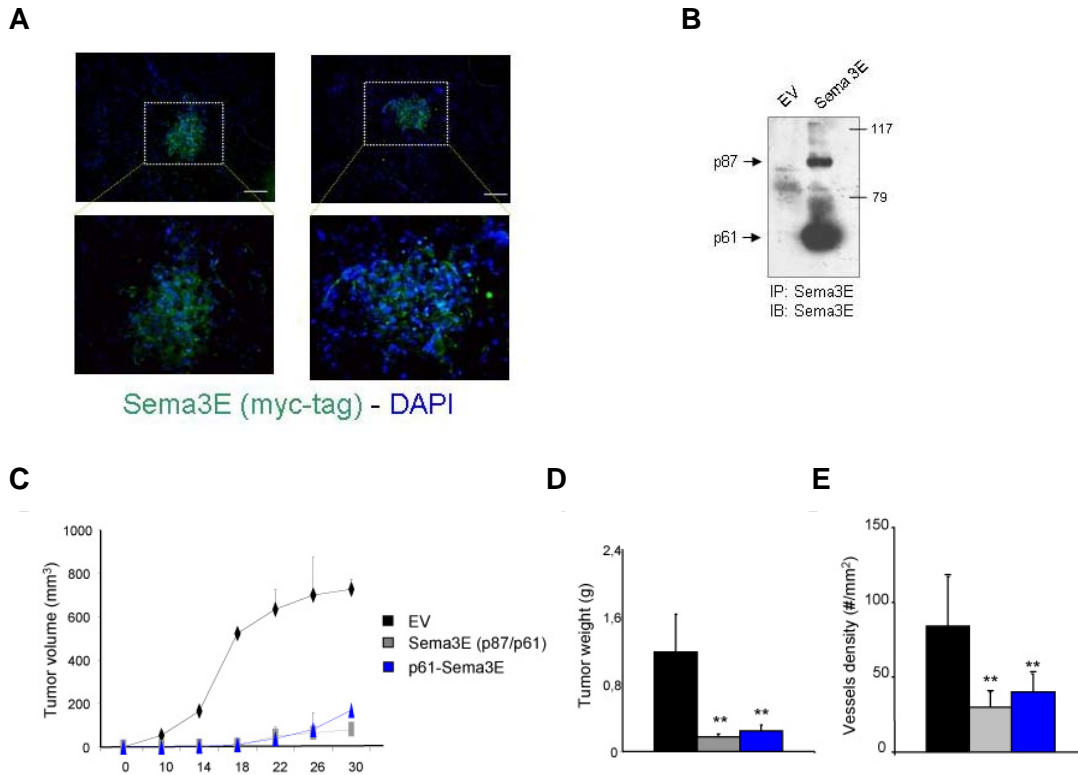 A
B
Sema3E (myc-tag) - DAPI
EV
Sema 3E
117
p87
79
p61
IP: Sema3E
IB: Sema3E
C
D
E
Tumor volume (mm³)
1000
800
600
400
200
0
0 10 14 18 22 26 30
EV
Sema3E (p87/p61)
p61-Sema3E
Tumor weight (g)
2,4
1.6
0.8
0
**
**
Vessels density (#/mm²)
150
100
50
0
**
**